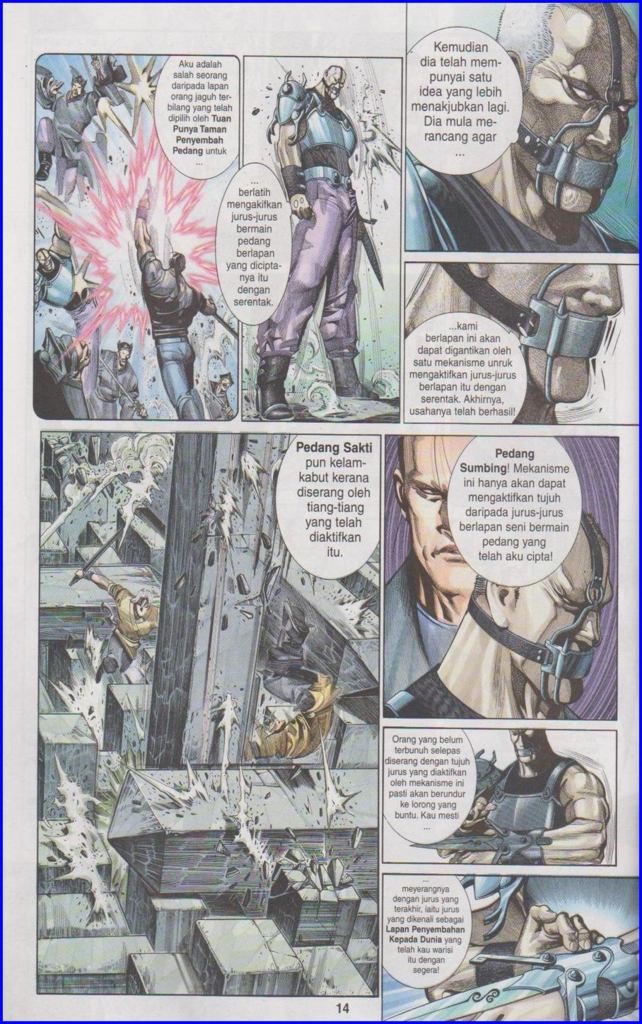 Aku adalah
salah seorang
daripada lapan
orang jaguh ter-
bilang yang telah
dipilih oleh Tuan
Punya Taman
Penyembah
Pedang untuk
...
...
berlatih
mengakifkan
jurus-jurus
bermain
pedang
berlapan
yang dicipta-
nya itu
dengan
serentak.
Kemudian
dia telah mem-
punyai satu
idea yang lebih
menakjubkan lagi.
Dia mula me-
rancang agar
...
...kami
berlapan ini akan
dapat digantikan oleh
satu mekanisme unruk
mengaktifkan jurus-jurus
berlapan itu dengan
serentak. Akhirnya,
usahanya telah berhasil!
Pedang Sakti
pun kelam-
kabut kerana
diserang oleh
tiang-tiang
yang telah
diaktifkan
itu.
Pedang
Sumbing! Mekanisme
ini hanya akan dapat
mengaktifkan tujuh
daripada jurus-jurus
berlapan seni bermain
pedang yang
telah aku cipta!
Orang yang belum
terbunuh selepas
diserang dengan tujuh
jurus yang diaktifkan
oleh mekanisme ini
pasti akan berundur
ke lorong yang
buntu. Kau mesti
...
...
meyerangnya
dengan jurus yang
terakhir, iaitu jurus
yang dikenali sebagai
Lapan Penyembahan
Kepada Dunia yang
telah kau warisi
itu dengan
segera!
14